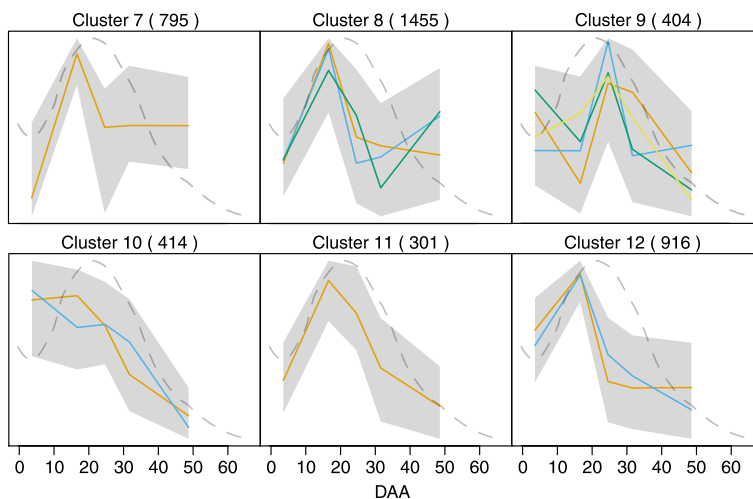 Cluster 7 ( 795 ) Cluster 8 ( 1455 ) Cluster 9 ( 404 )
Cluster 10 ( 414 ) Cluster 11 ( 301 ) Cluster 12 ( 916 )
0 10 20 30 40 50 60 0 10 20 30 40 50 60 0 10 20 30 40 50 60
DAA